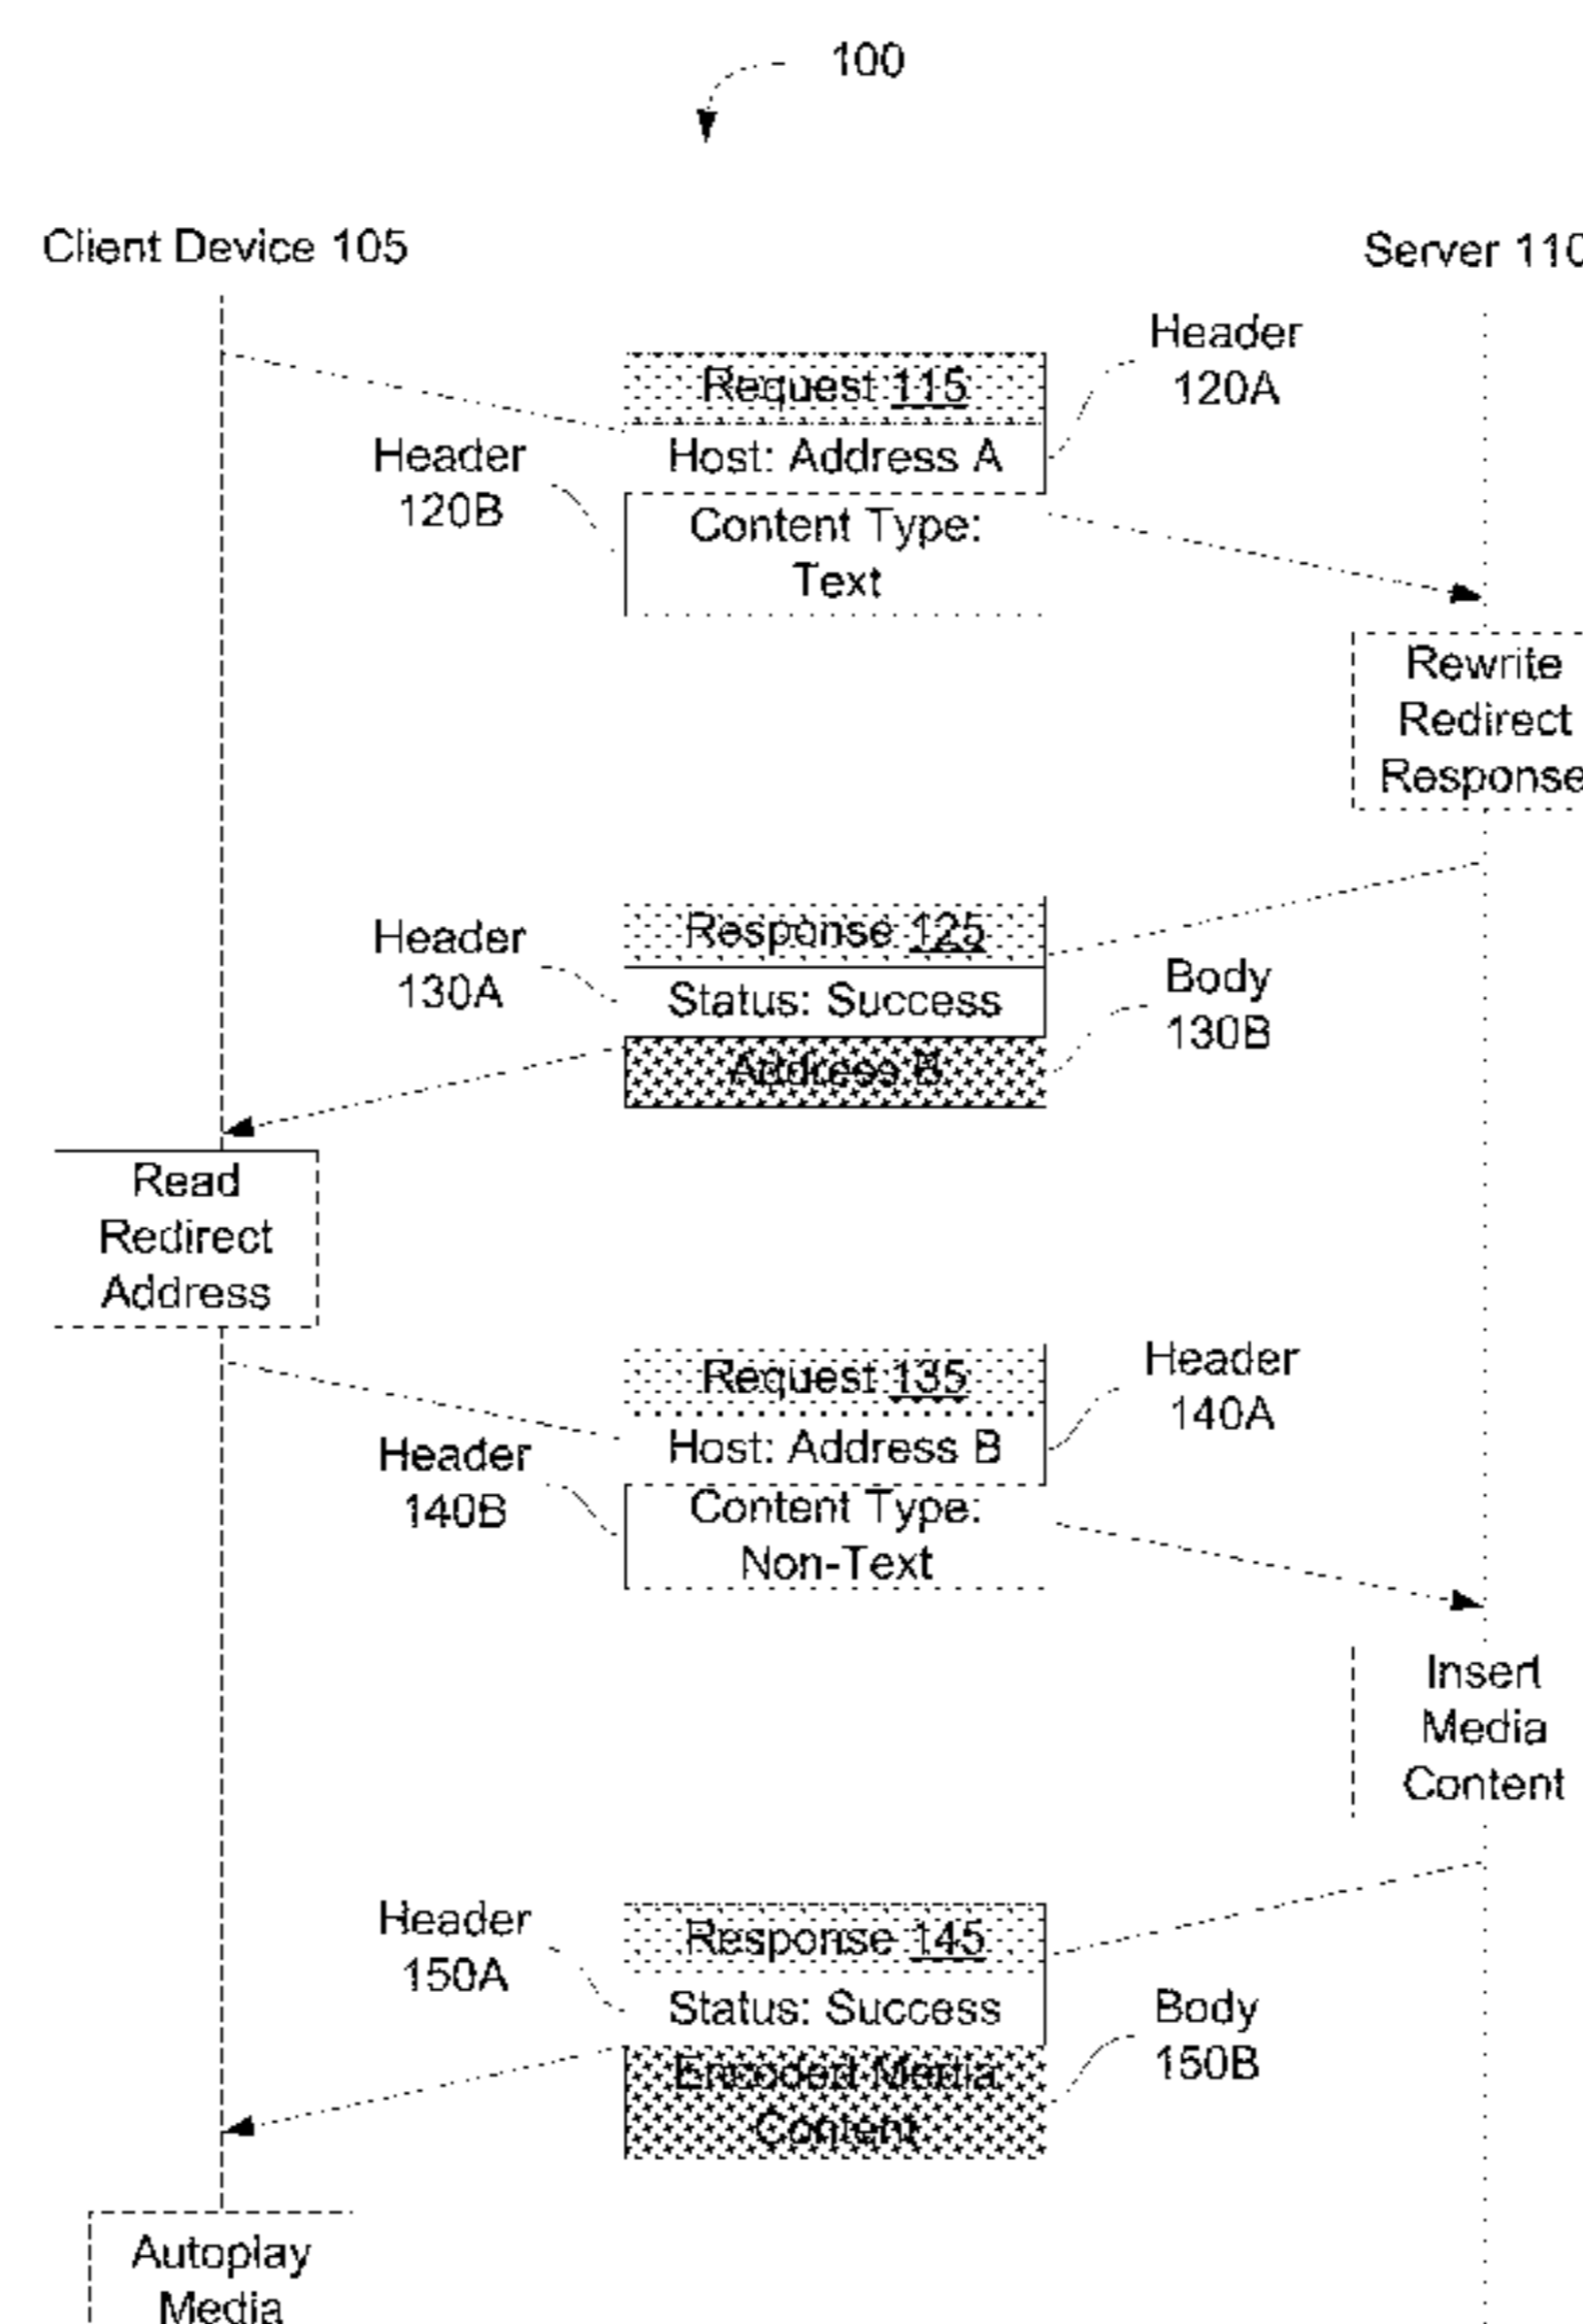 100
Client Device 105
Server 110
Header
120A
Request 115
Host: Address A
Header
120B
Content Type:
Text
Rewrite
Redirect
Response
Response 125
Header
130A
Status: Success
Body
130B
Address B
Read
Redirect
Address
Request 135
Header
140A
Host: Address B
Header
140B
Content Type:
Non-Text
Insert
Media
Content
Header
150A
Response 145
Status: Success
Body
150B
Encoded Media
Content
Autoplay
Media